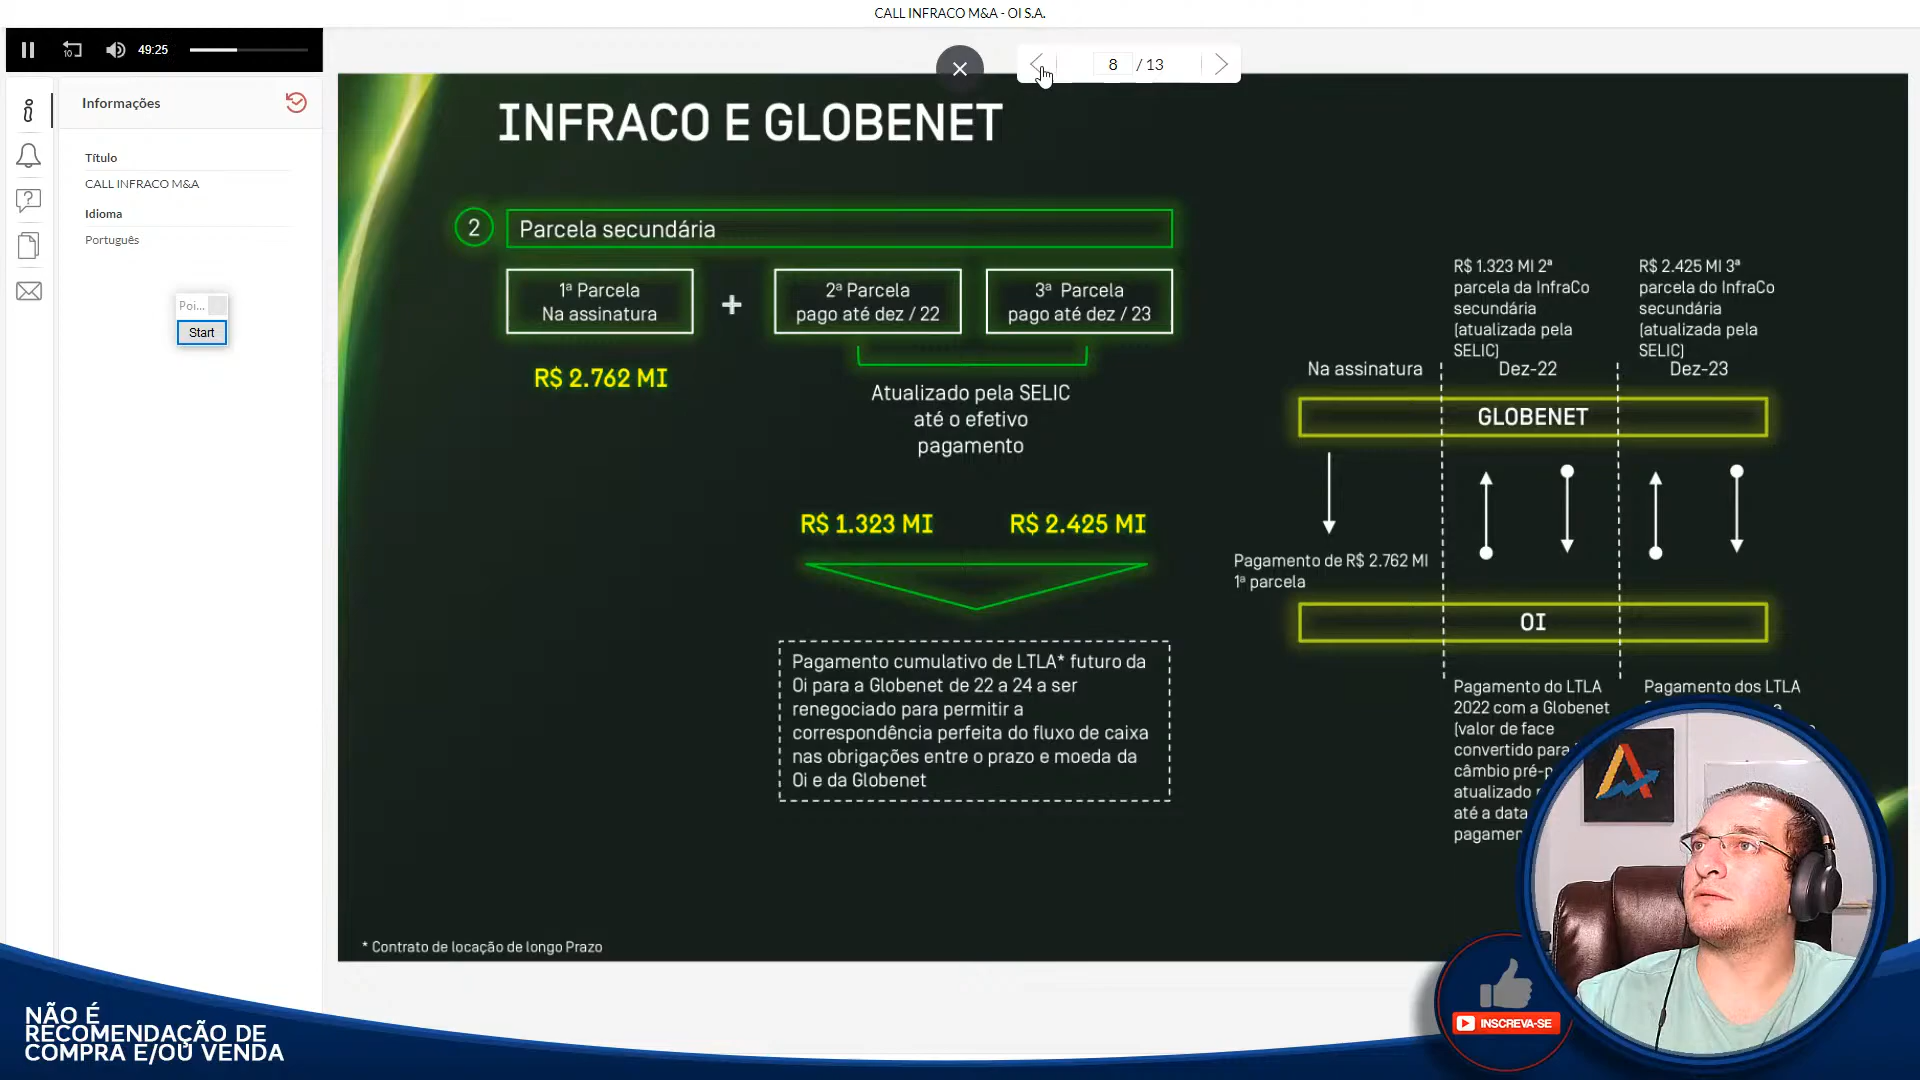 CALL INFRACO M&A - OI S.A.
10
49:25
8 / 13
Informações
Título
CALL INFRACO M&A
Idioma
Português
Poi...
Start
INFRACO E GLOBENET
2
Parcela secundária
1ª Parcela
Na assinatura
+
2ª Parcela
pago até dez / 22
3ª Parcela
pago até dez / 23
R$ 2.762 MI
Atualizado pela SELIC
até o efetivo
pagamento
R$ 1.323 MI
R$ 2.425 MI
Pagamento cumulativo de LTLA* futuro da
Oi para a Globenet de 22 a 24 a ser
renegociado para permitir a
correspondência perfeita do fluxo de caixa
nas obrigações entre o prazo e moeda da
Oi e da Globenet
R$ 1.323 MI 2ª
parcela da InfraCo
secundária
(atualizada pela
SELIC)
R$ 2.425 MI 3ª
parcela do InfraCo
secundária
(atualizada pela
SELIC)
Na assinatura
Dez-22
Dez-23
GLOBENET
Pagamento de R$ 2.762 MI
1ª parcela
OI
Pagamento do LTLA
2022 com a Globenet
(valor de face
convertido para
câmbio pré-p
atualizado
até a data
pagamen
Pagamento dos LTLA
* Contrato de locação de longo Prazo
NÃO É
RECOMENDAÇÃO DE
COMPRA E/OU VENDA
INSCREVA-SE